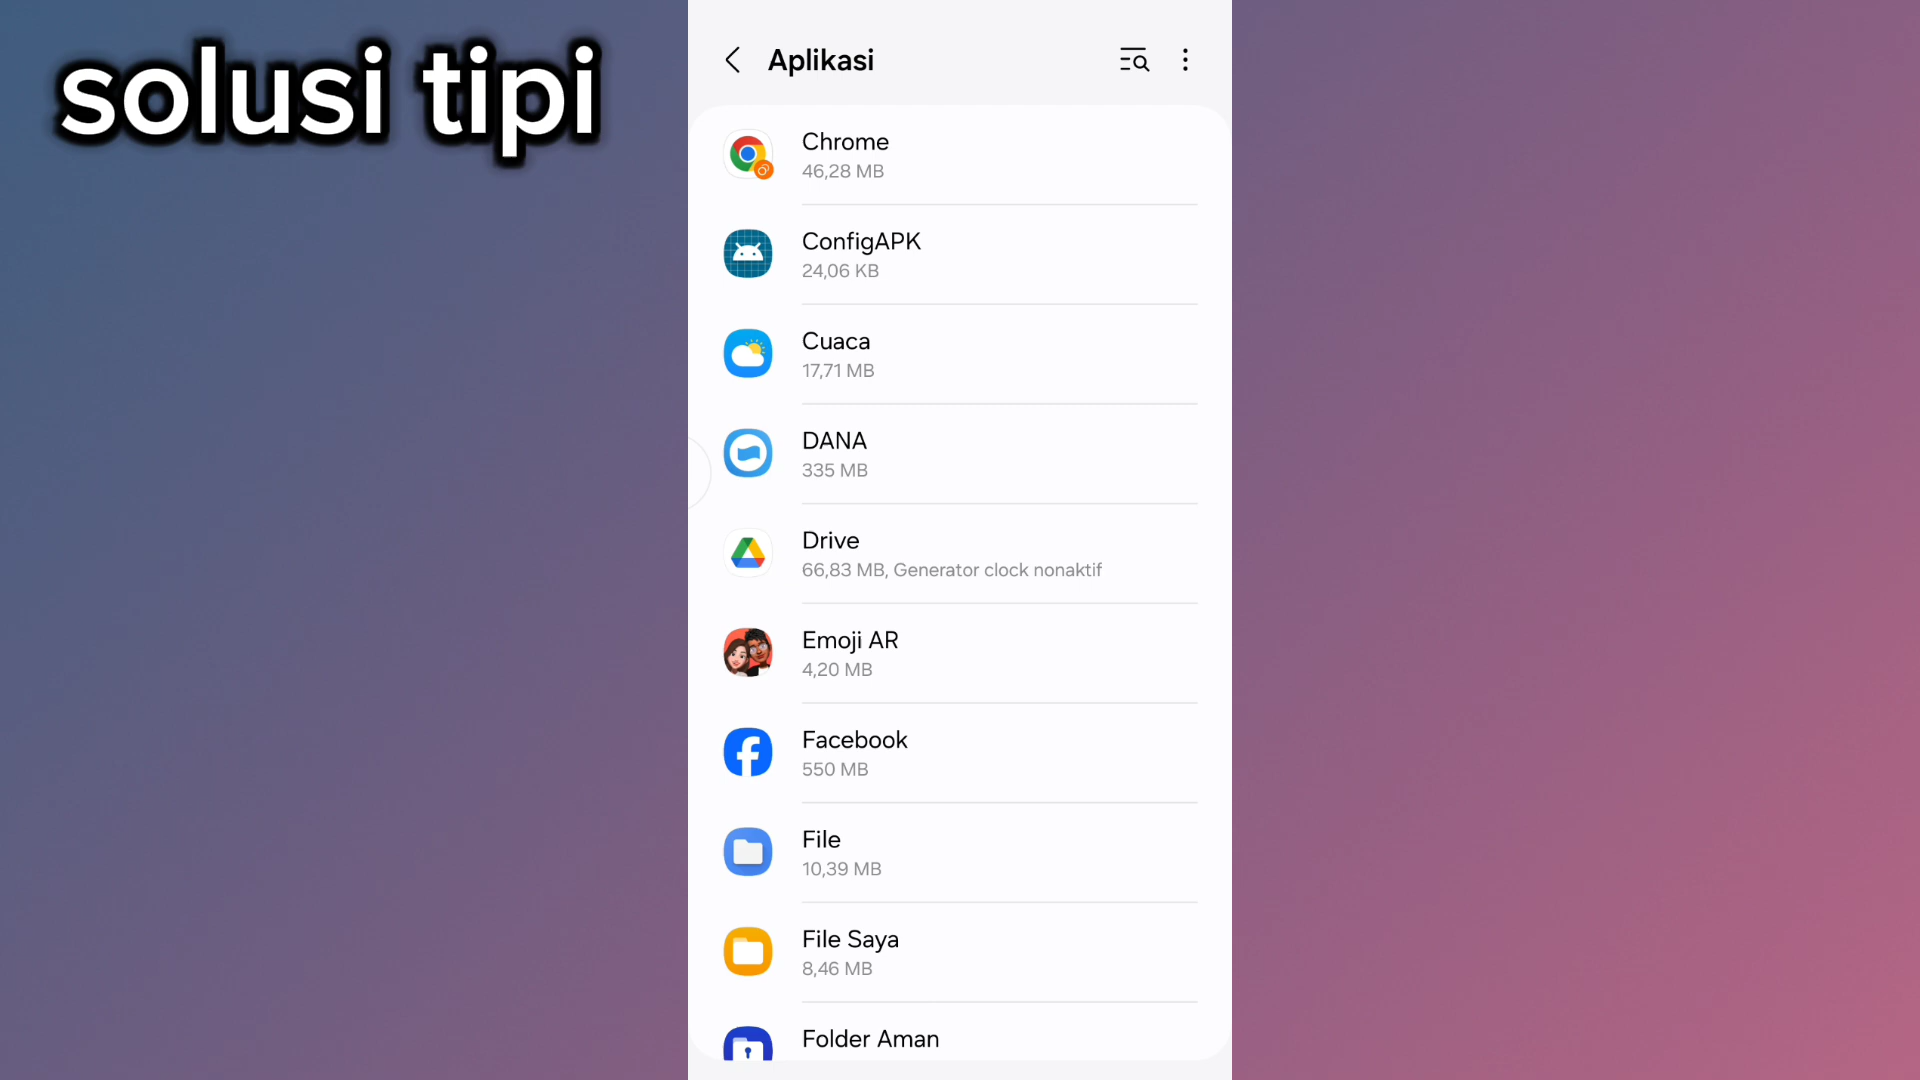 solusi tipi
Aplikasi
Chrome
46,28 MB
ConfigAPK
24,06 KB
Cuaca
17,71 MB
DANA
335 MB
Drive
66,83 MB, Generator clock nonaktif
Emoji AR
4,20 MB
Facebook
550 MB
File
10,39 MB
File Saya
8,46 MB
Folder Aman